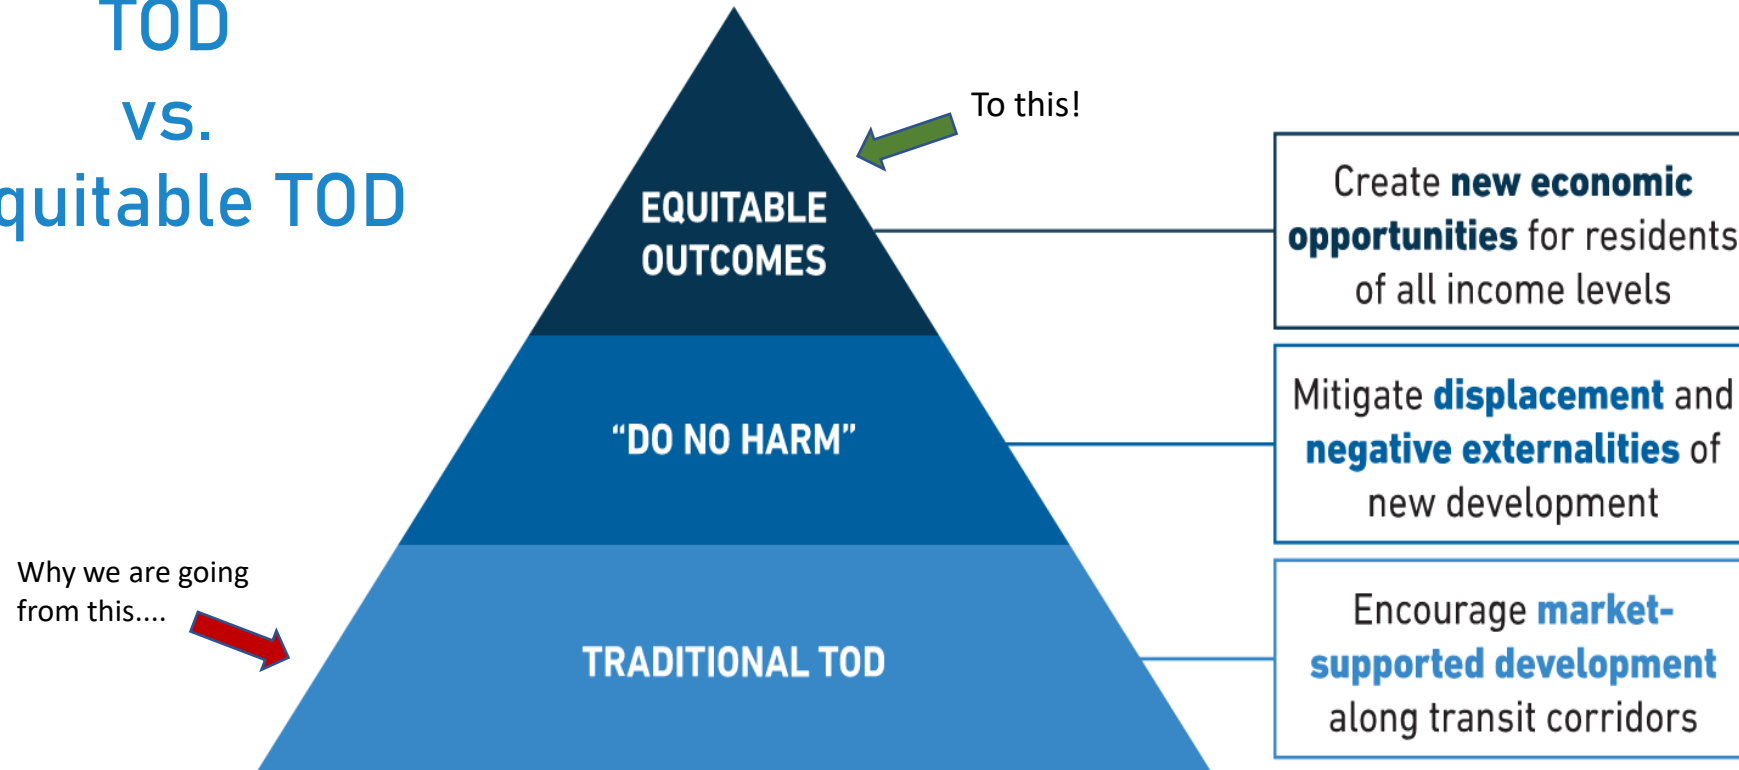 TOD
vs.
quitable TOD
To this!
EQUITABLE
OUTCOMES
Create new economic
opportunities for residents
of all income levels
"DO NO HARM"
Mitigate displacement and
negative externalities of
new development
Why we are going
from this....
TRADITIONAL TOD
Encourage market-
supported development
along transit corridors